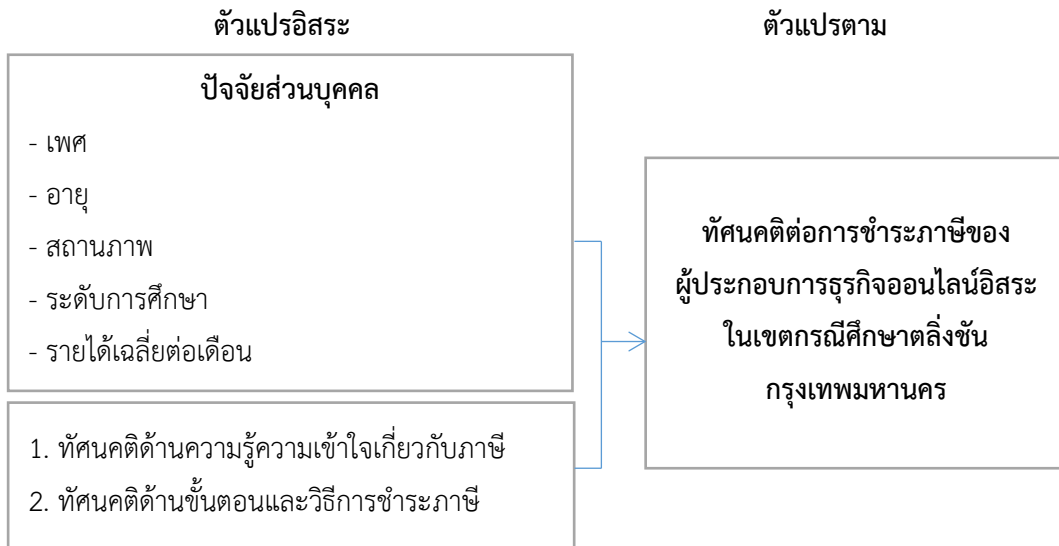 ตัวแปรอิสระ
ตัวแปรตาม
ปัจจัยส่วนบุคคล
- เพศ
- อายุ
- สถานภาพ
- ระดับการศึกษา
- รายได้เฉลี่ยต่อเดือน
1. ทัศนคติด้านความรู้ความเข้าใจเกี่ยวกับภาษี
2. ทัศนคติด้านขั้นตอนและวิธีการชำระภาษี
ทัศนคติต่อการชำระภาษีของ
ผู้ประกอบการธุรกิจออนไลน์อิสระ
ในเขตกรณีศึกษาตลิ่งชัน
กรุงเทพมหานคร